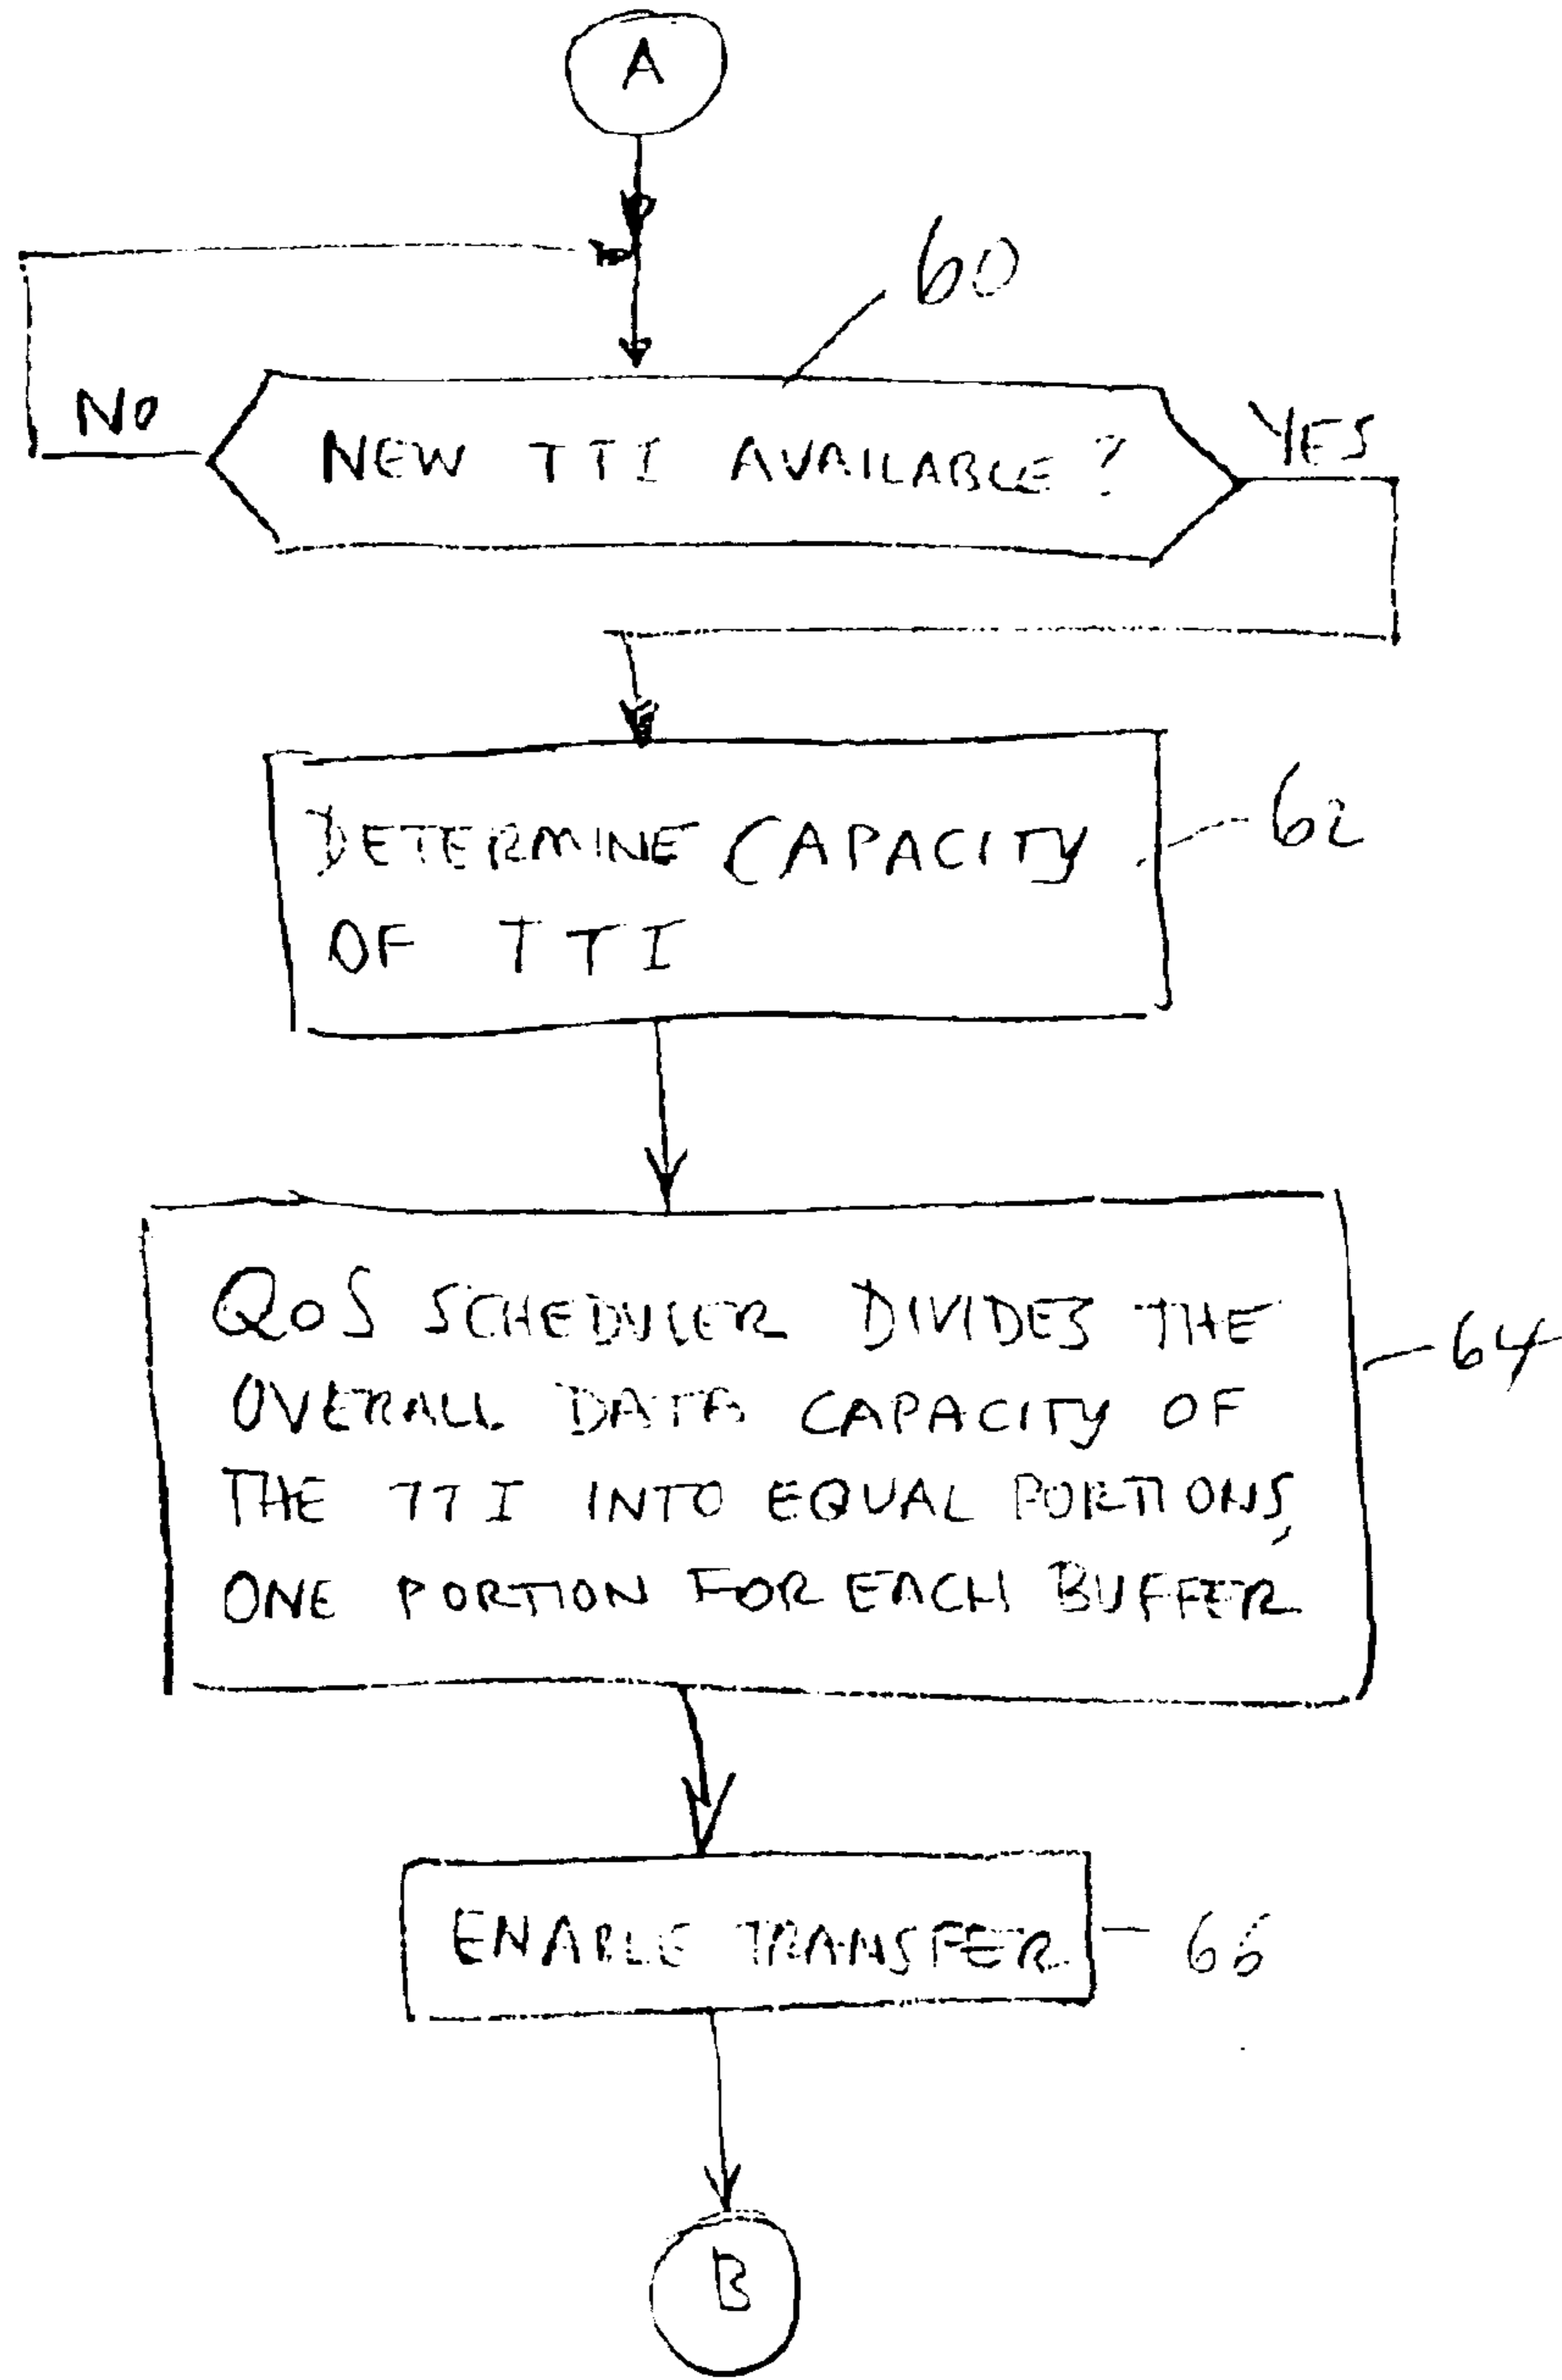 A
60
NO
NEW TTI AVAILABLE?
YES
DETERMINE CAPACITY
OF TTI
62
QoS SCHEDULER DIVIDES THE
OVERALL DATA CAPACITY OF
THE TTI INTO EQUAL PORTIONS,
ONE PORTION FOR EACH BUFFER
64
ENABLE TRANSFER
66
B